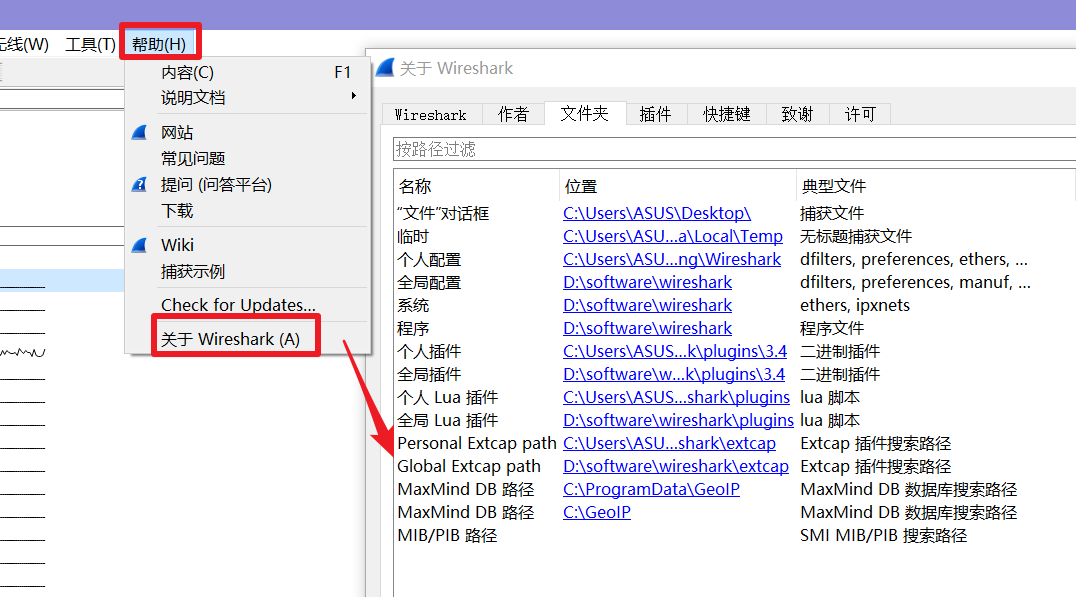 无线(W) 工具(T) 帮助(H)
内容(C) F1
说明文档
网站
常见问题
提问 (问答平台)
下载
Wiki
捕获示例
Check for Updates...
关于 Wireshark (A)
关于 Wireshark
Wireshark 作者 文件夹 插件 快捷键 致谢 许可
按路径过滤
名称 位置 典型文件
“文件”对话框 C:\Users\ASUS\Desktop\ 捕获文件
临时 C:\Users\ASU...a\Local\Temp 无标题捕获文件
个人配置 C:\Users\ASU...ng\Wireshark dfilters, preferences, ethers, ...
全局配置 D:\software\wireshark dfilters, preferences, manuf, ...
系统 D:\software\wireshark ethers, ipxnets
程序 D:\software\wireshark 程序文件
个人插件 C:\Users\ASUS...k\plugins\3.4 二进制插件
全局插件 D:\software\w...k\plugins\3.4 二进制插件
个人 Lua 插件 C:\Users\ASUS...shark\plugins lua 脚本
全局 Lua 插件 D:\software\wireshark\plugins lua 脚本
Personal Extcap path C:\Users\ASU...shark\extcap Extcap 插件搜索路径
Global Extcap path D:\software\wireshark\extcap Extcap 插件搜索路径
MaxMind DB 路径 C:\ProgramData\GeoIP MaxMind DB 数据库搜索路径
MaxMind DB 路径 C:\GeoIP MaxMind DB 数据库搜索路径
MIB/PIB 路径 SMI MIB/PIB 搜索路径